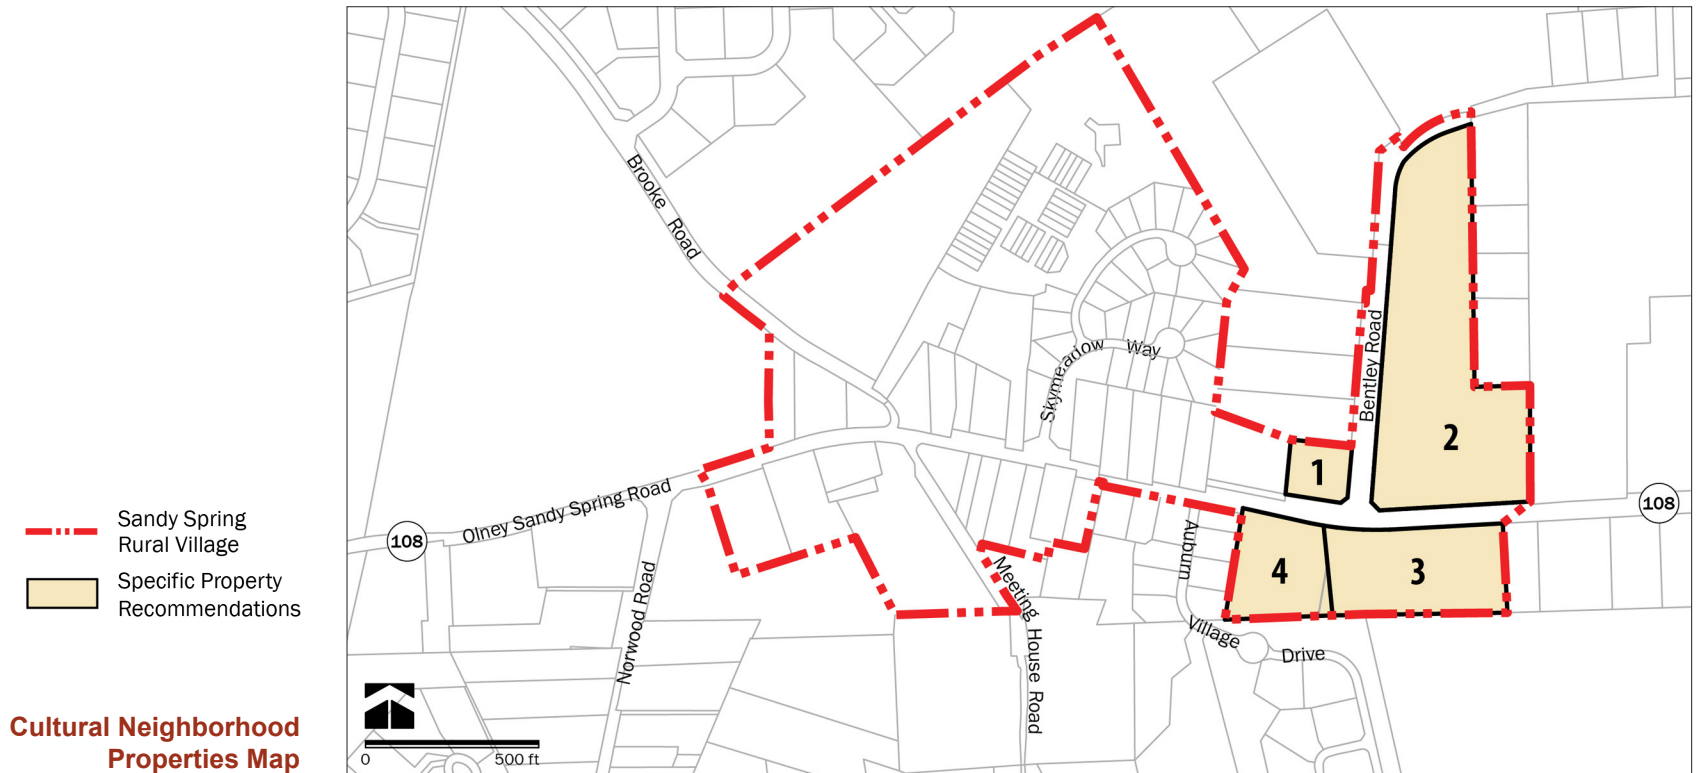 Brooke Road
Skymeadow Way
Bentley Road
2
1
108
Olney Sandy Spring Road
108
Sandy Spring
Rural Village
Specific Property
Recommendations
4
3
Auburn
Village
Drive
Meeting House Road
Norwood Road
Cultural Neighborhood
Properties Map
0
500 ft